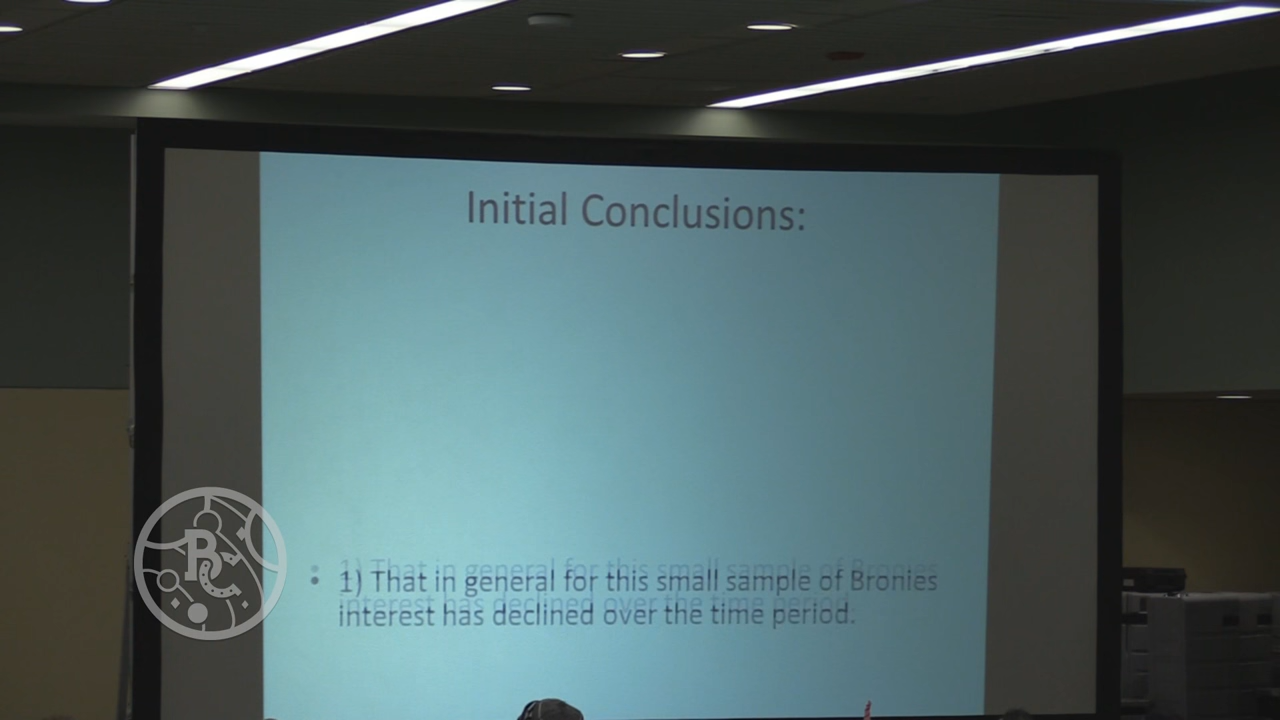 Initial Conclusions:
• 1) That in general for this small sample of Bronies
interest has declined over the time period.
BC